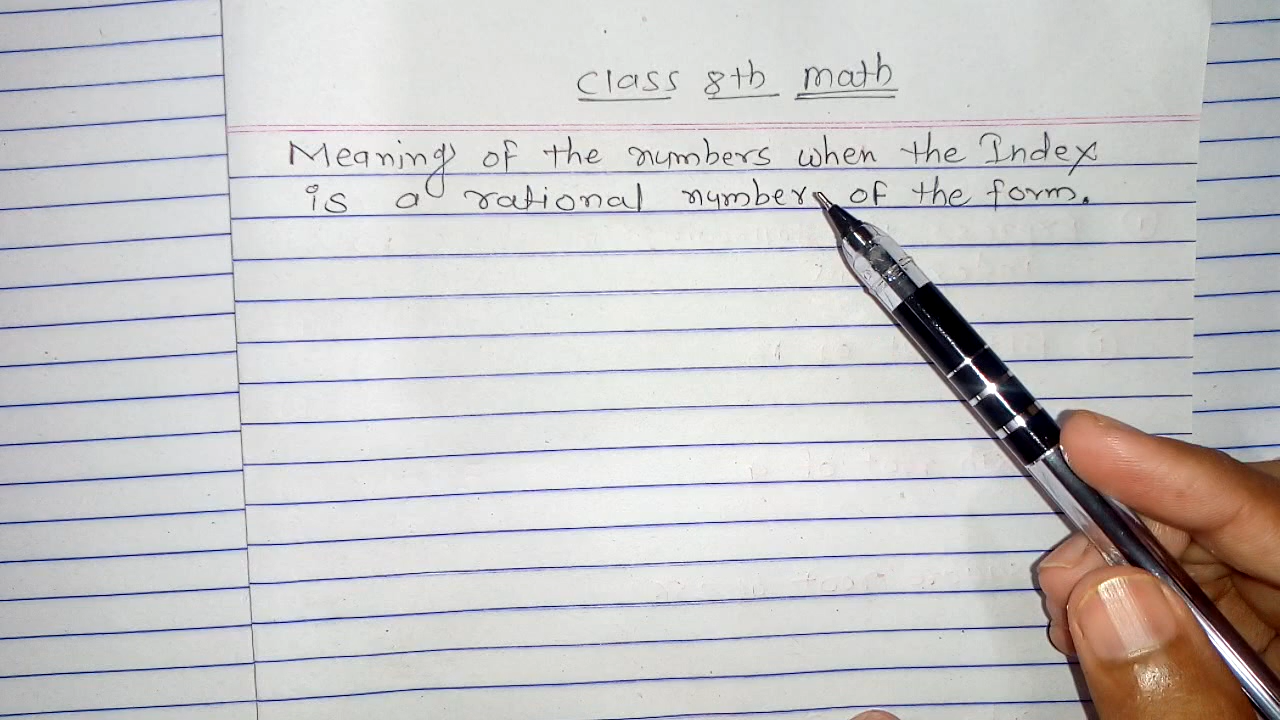 Class 8th math
Meaning of the numbers when the Index
is a rational number of the form.